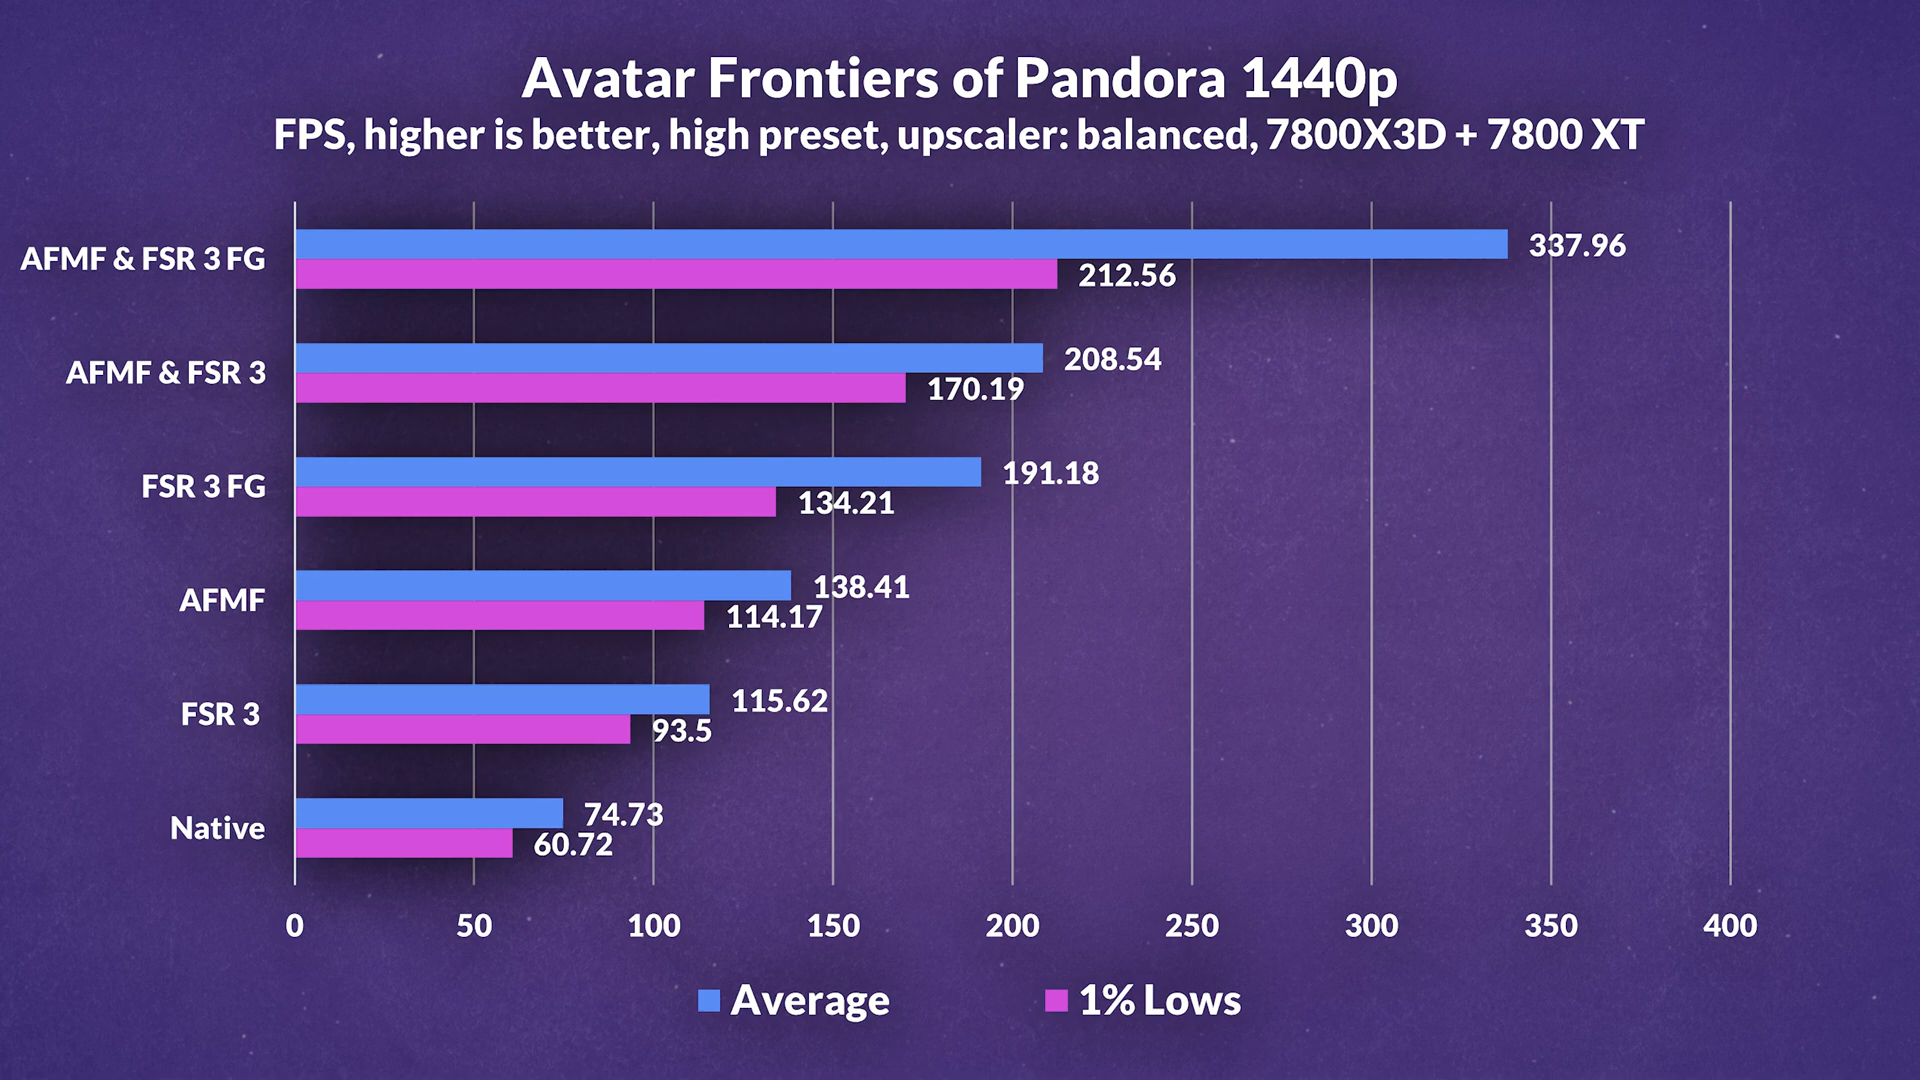 Avatar Frontiers of Pandora 1440p
FPS, higher is better, high preset, upscaler: balanced, 7800X3D + 7800 XT
AFMF & FSR 3 FG
337.96
212.56
AFMF & FSR 3
208.54
170.19
FSR 3 FG
191.18
134.21
AFMF
138.41
114.17
FSR 3
115.62
93.5
Native
74.73
60.72
0 50 100 150 200 250 300 350 400
Average 1% Lows